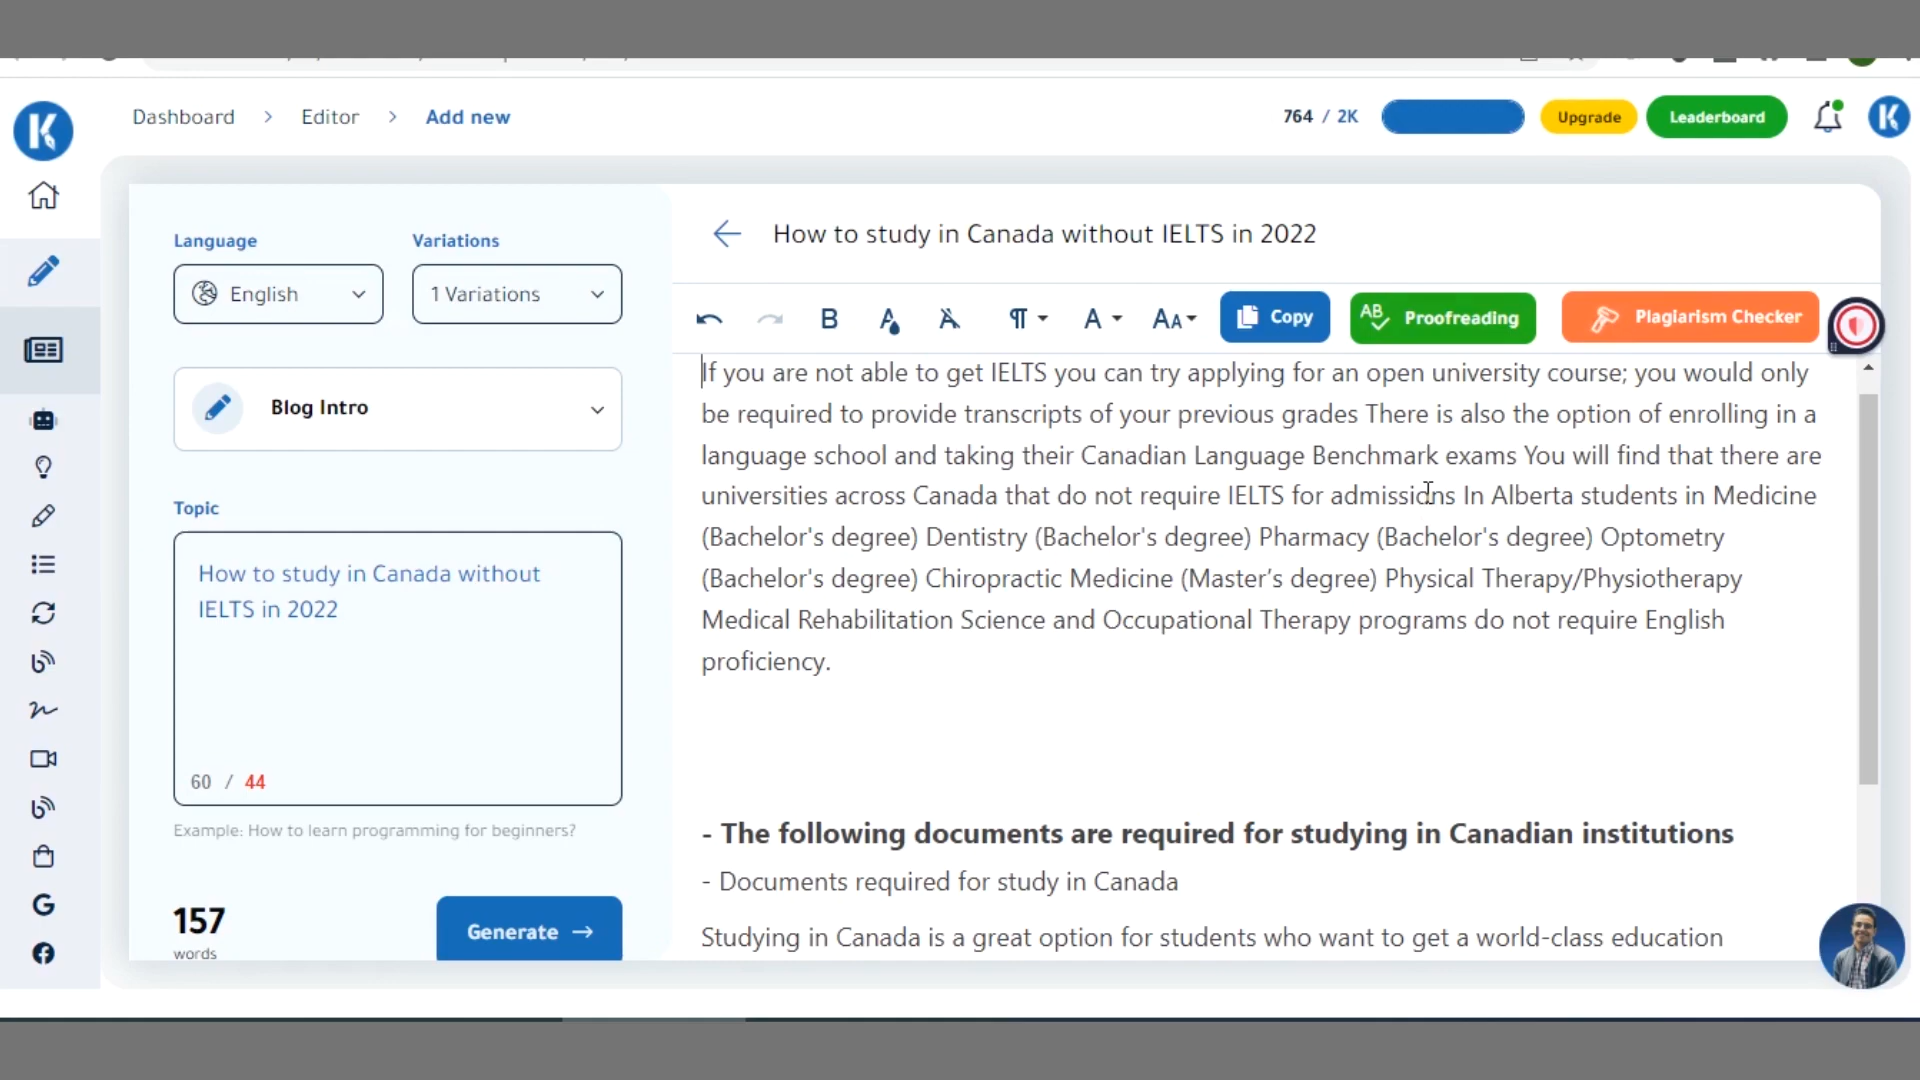 Dashboard > Editor > Add new
764 / 2K
Upgrade
Leaderboard
Language
Variations
English
1 Variations
Blog Intro
Topic
How to study in Canada without
IELTS in 2022
60 / 44
Example: How to learn programming for beginners?
157
words
Generate →
How to study in Canada without IELTS in 2022
Copy
Proofreading
Plagiarism Checker
If you are not able to get IELTS you can try applying for an open university course; you would only
be required to provide transcripts of your previous grades There is also the option of enrolling in a
language school and taking their Canadian Language Benchmark exams You will find that there are
universities across Canada that do not require IELTS for admissions In Alberta students in Medicine
(Bachelor's degree) Dentistry (Bachelor's degree) Pharmacy (Bachelor's degree) Optometry
(Bachelor's degree) Chiropractic Medicine (Master’s degree) Physical Therapy/Physiotherapy
Medical Rehabilitation Science and Occupational Therapy programs do not require English
proficiency.
- The following documents are required for studying in Canadian institutions
- Documents required for study in Canada
Studying in Canada is a great option for students who want to get a world-class education